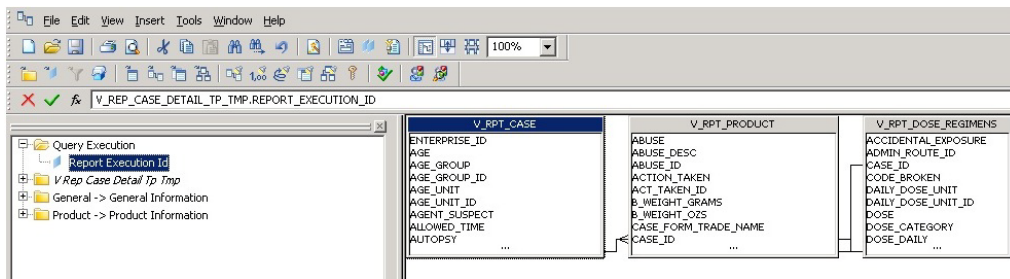 File Edit View Insert Tools Window Help
100%
V_REP_CASE_DETAIL_TP_TMP.REPORT_EXECUTION_ID
Query Execution
Report Execution Id
V Rep Case Detail Tp Tmp
General -> General Information
Product -> Product Information
V_RPT_CASE
ENTERPRISE_ID
AGE
AGE_GROUP
AGE_GROUP_ID
AGE_UNIT
AGE_UNIT_ID
AGENT_SUSPECT
ALLOWED_TIME
AUTOPSY
...
V_RPT_PRODUCT
ABUSE
ABUSE_DESC
ABUSE_ID
ACTION_TAKEN
ACT_TAKEN_ID
B_WEIGHT_GRAMS
B_WEIGHT_OZS
CASE_FORM_TRADE_NAME
CASE_ID
...
V_RPT_DOSE_REGIMENS
ACCIDENTAL_EXPOSURE
ADMIN_ROUTE_ID
CASE_ID
CODE_BROKEN
DAILY_DOSE_UNIT
DAILY_DOSE_UNIT_ID
DOSE
DOSE_CATEGORY
DOSE_DAILY
...